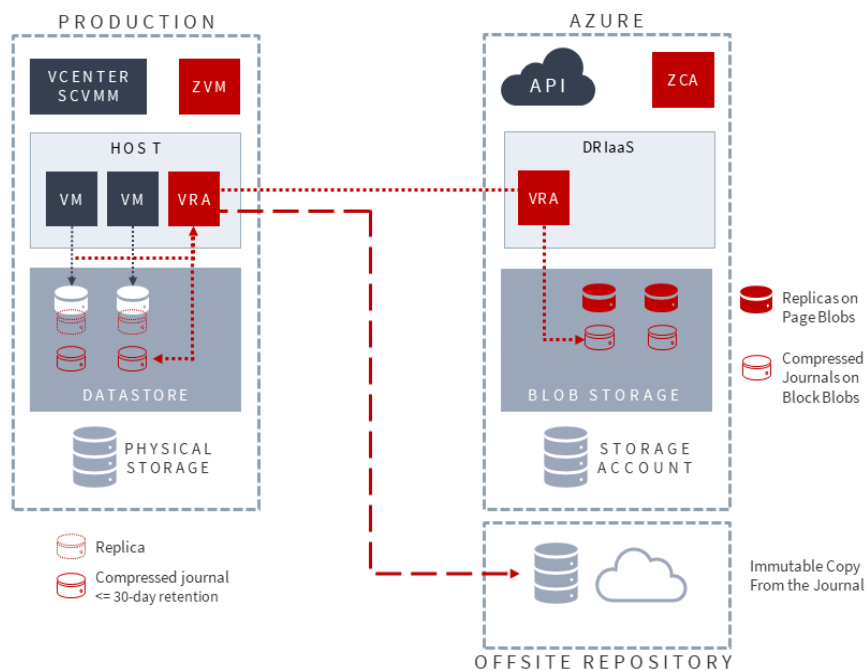 PRODUCTION
VCENTER
SCVMM
ZVM
HOST
VM
VM
VRA
DATASTORE
PHYSICAL
STORAGE
Replica
Compressed journal
<= 30-day retention
AZURE
API
ZCA
DRIaaS
VRA
BLOB STORAGE
STORAGE
ACCOUNT
Replicas on
Page Blobs
Compressed
Journals on
Block Blobs
Immutable Copy
From the Journal
OFFSITE REPOSITORY